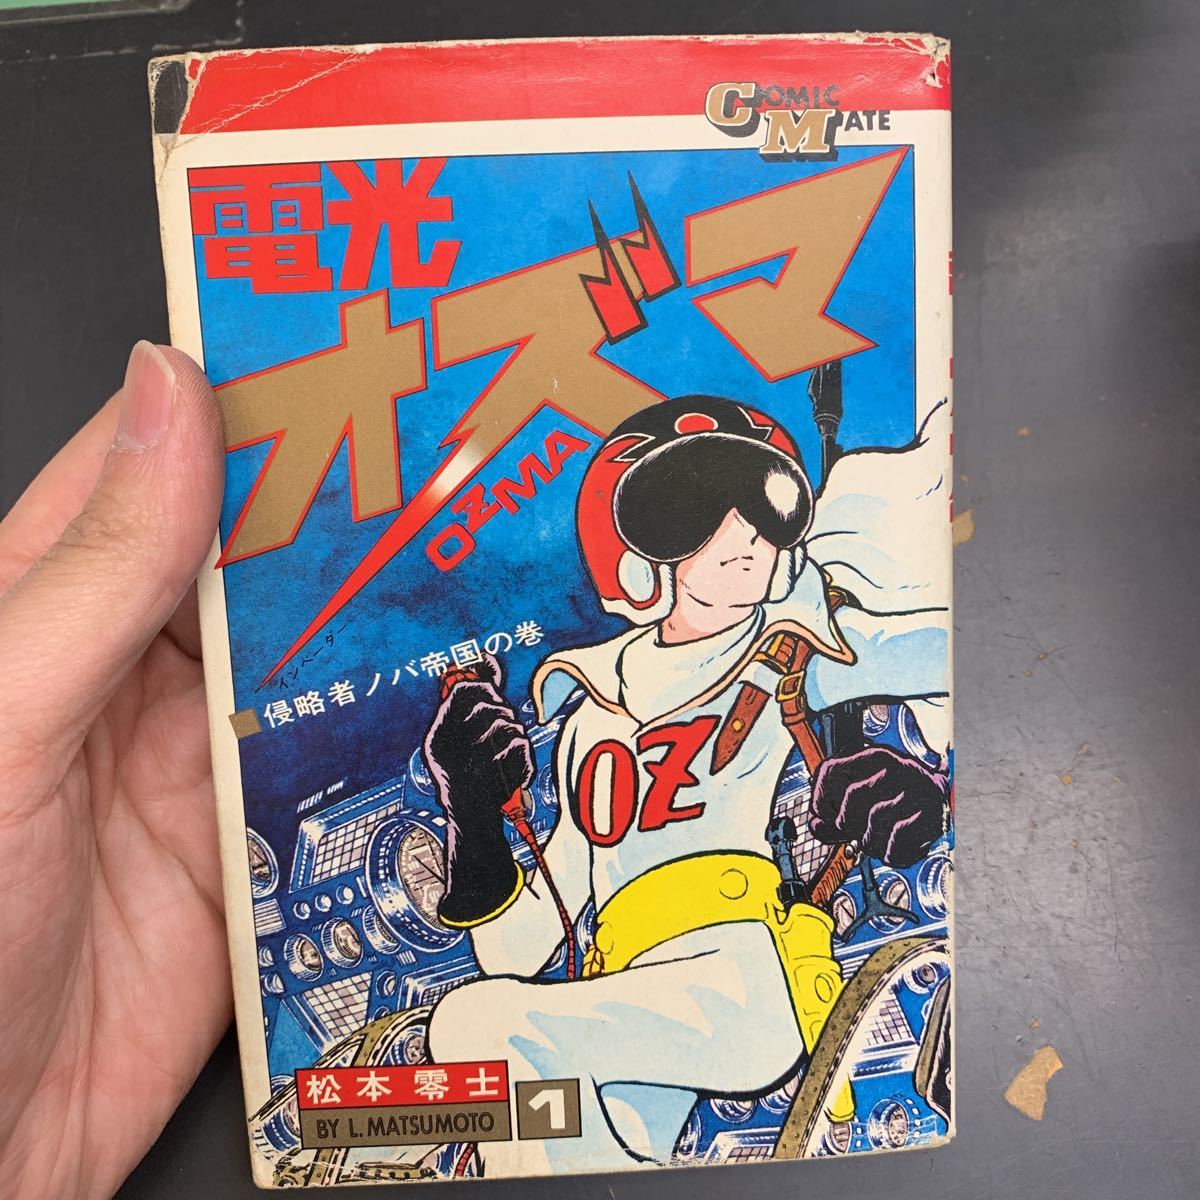 COMIC
MATE
電光
オズマ
OZMA
インベーダー
侵略者ノバ帝国の巻
OZ
松本零士
BY L. MATSUMOTO
1